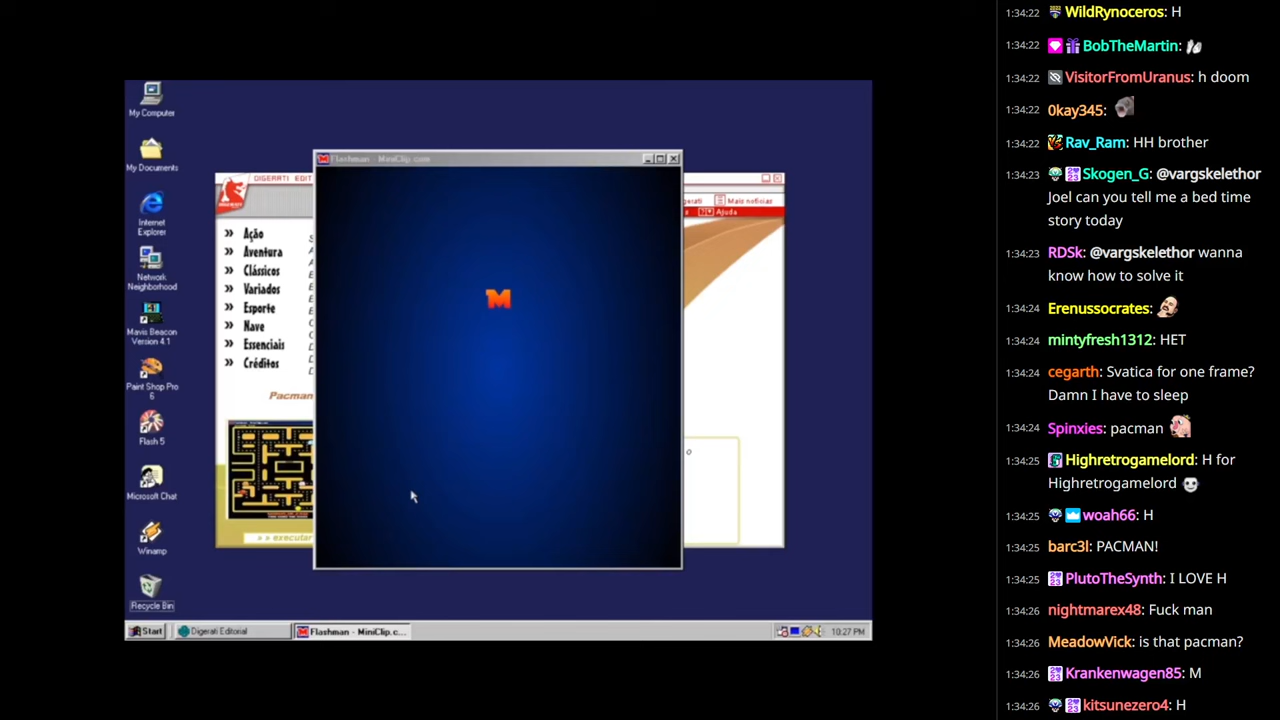 My Computer
My Documents
Internet
Explorer
Network
Neighborhood
Mavis Beacon
Version 4.1
Paint Shop Pro
6
Flash 5
Microsoft Chat
Winamp
Recycle Bin
DIGERATI EDIT
» Ação
» Aventura
» Clássicos
» Variados
» Esporte
» Nave
» Essenciais
» Créditos
Pacman
» » executar
Flashman - MiniClip.com
M
erati
Mais notícias
Ajuda
Start
Digerati Editorial
Flashman - MiniClip.c...
10:27 PM
1:34:22 WildRynoceros: H
1:34:22 BobTheMartin:
1:34:22 VisitorFromUranus: h doom
1:34:22 0kay345:
1:34:22 Rav_Ram: HH brother
1:34:23 Skogen_G: @vargskelethor
Joel can you tell me a bed time
story today
1:34:23 RDSk: @vargskelethor wanna
know how to solve it
1:34:24 Erenussocrates:
1:34:24 mintyfresh1312: HET
1:34:24 cegarth: Svatica for one frame?
Damn I have to sleep
1:34:24 Spinxies: pacman
1:34:25 Highretrogamelord: H for
Highretrogamelord
1:34:25 woah66: H
1:34:25 barc3l: PACMAN!
1:34:25 PlutoTheSynth: I LOVE H
1:34:26 nightmarex48: Fuck man
1:34:26 MeadowVick: is that pacman?
1:34:26 Krankenwagen85: M
1:34:26 kitsunezero4: H